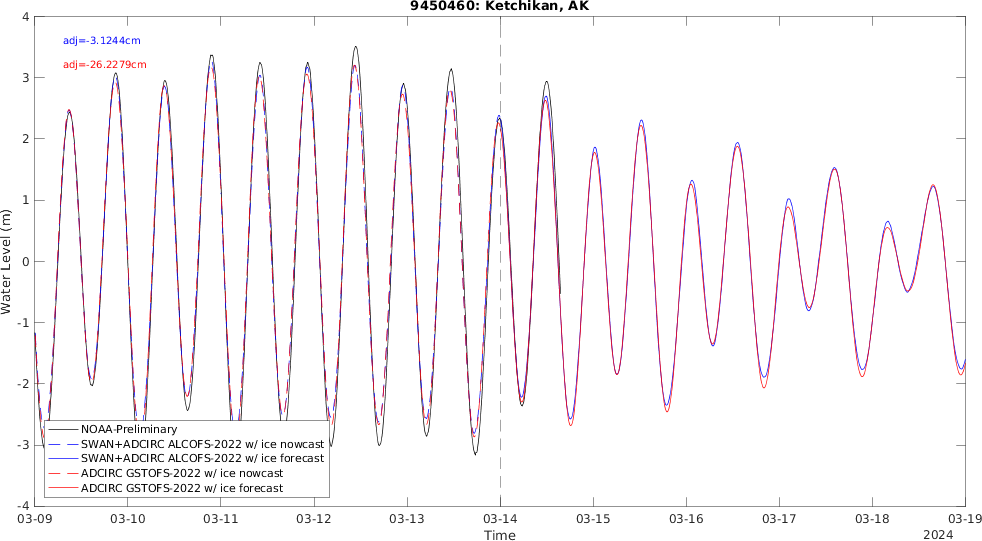 9450460: Ketchikan, AK
adj=-3.1244cm
adj=-26.2279cm
Water Level (m)
4
3
2
1
0
-1
-2
-3
-4
NOAA-Preliminary
SWAN+ADCIRC ALCOFS-2022 w/ ice nowcast
SWAN+ADCIRC ALCOFS-2022 w/ ice forecast
ADCIRC GSTOFS-2022 w/ ice nowcast
ADCIRC GSTOFS-2022 w/ ice forecast
03-09 03-10 03-11 03-12 03-13 03-14 03-15 03-16 03-17 03-18 03-19
Time
2024